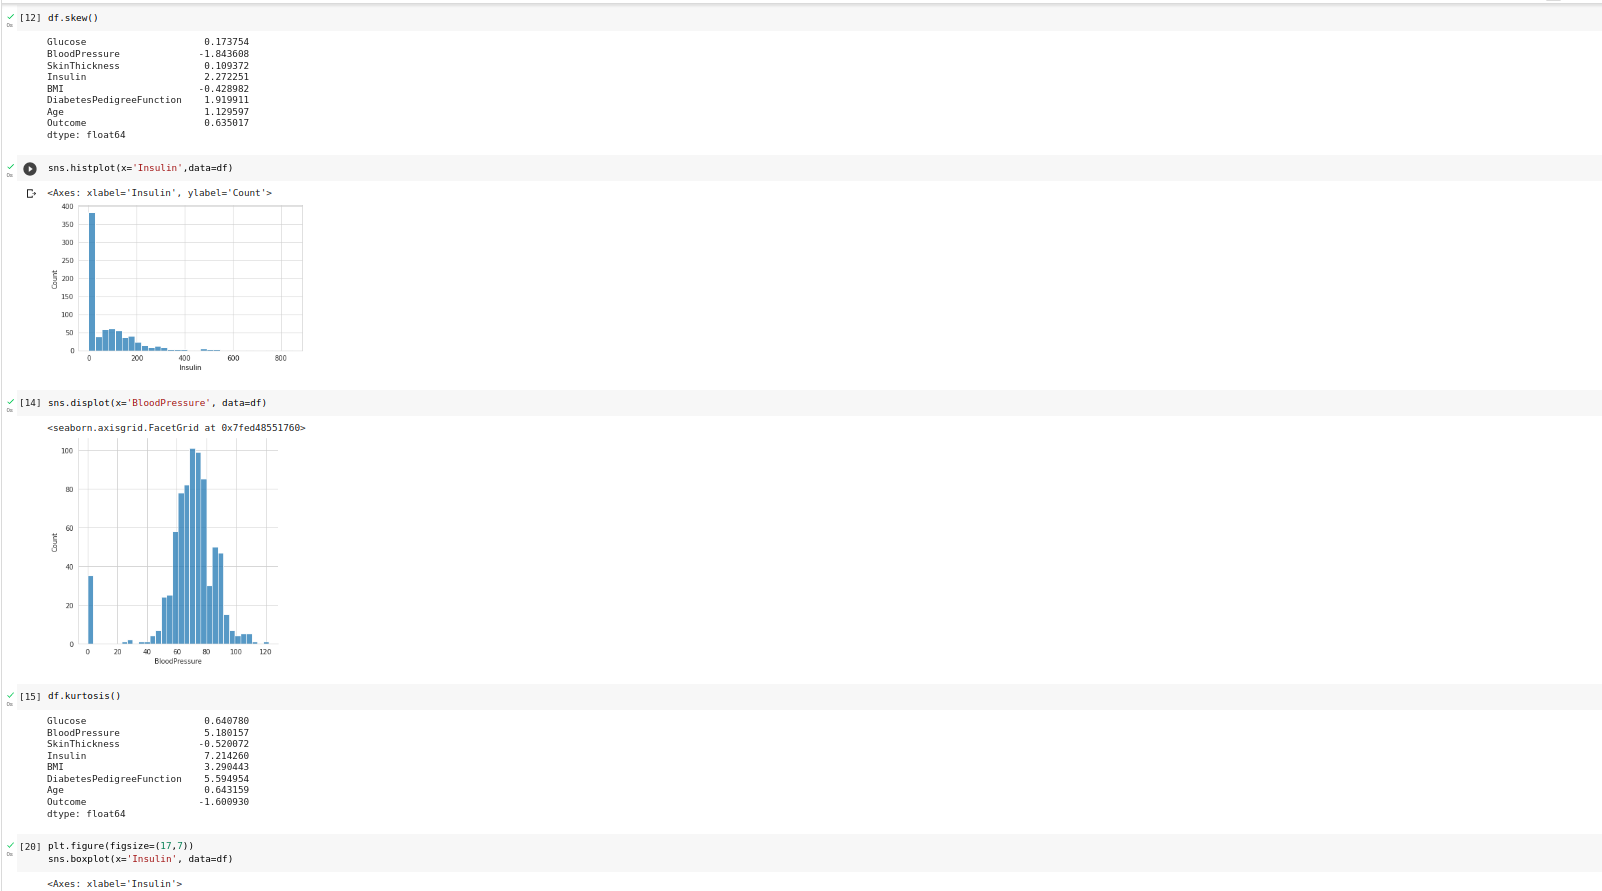 [12] df.skew()
0s
Glucose 0.173754
BloodPressure -1.843608
SkinThickness 0.109372
Insulin 2.272251
BMI -0.428982
DiabetesPedigreeFunction 1.919911
Age 1.129597
Outcome 0.635017
dtype: float64
sns.histplot(x='Insulin',data=df)
0s
<Axes: xlabel='Insulin', ylabel='Count'>
400
350
300
250
200
150
100
50
0
Count
0 200 400 600 800
Insulin
[14] sns.displot(x='BloodPressure', data=df)
0s
<seaborn.axisgrid.FacetGrid at 0x7fed48551760>
100
80
60
40
20
0
Count
0 20 40 60 80 100 120
BloodPressure
[15] df.kurtosis()
0s
Glucose 0.640780
BloodPressure 5.180157
SkinThickness -0.520072
Insulin 7.214260
BMI 3.290443
DiabetesPedigreeFunction 5.594954
Age 0.643159
Outcome -1.600930
dtype: float64
[20] plt.figure(figsize=(17,7))
0s
sns.boxplot(x='Insulin', data=df)
<Axes: xlabel='Insulin'>